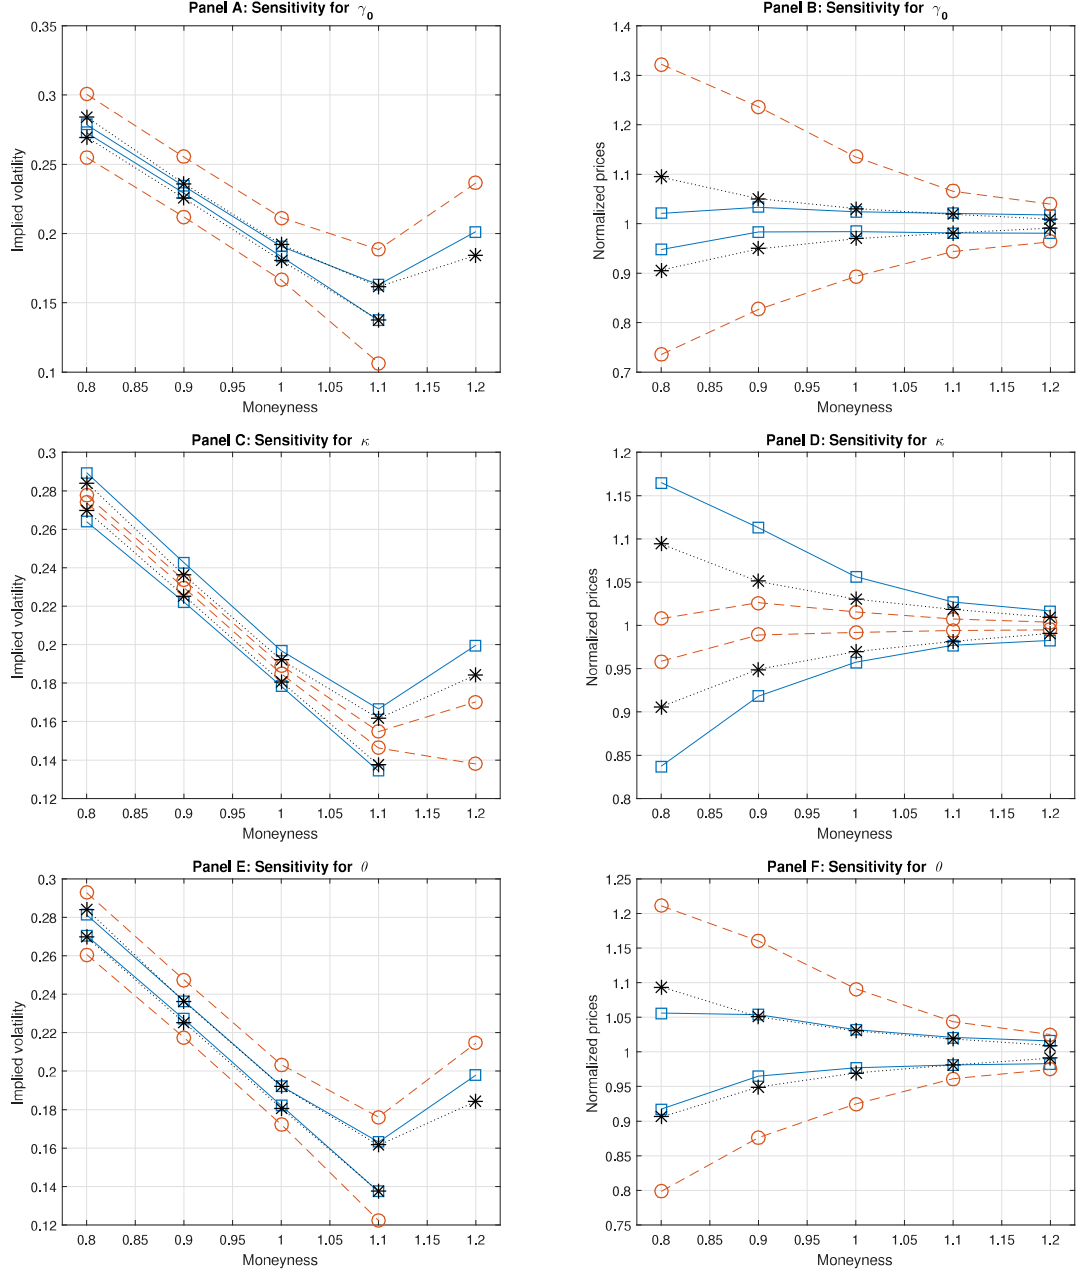 Panel A: Sensitivity for γ₀
Implied volatility
0.35
0.3
0.25
0.2
0.15
0.1
0.8 0.85 0.9 0.95 1 1.05 1.1 1.15 1.2
Moneyness
Panel B: Sensitivity for γ₀
Normalized prices
1.4
1.3
1.2
1.1
1
0.9
0.8
0.7
0.8 0.85 0.9 0.95 1 1.05 1.1 1.15 1.2
Moneyness
Panel C: Sensitivity for κ
Implied volatility
0.3
0.28
0.26
0.24
0.22
0.2
0.18
0.16
0.14
0.12
0.8 0.85 0.9 0.95 1 1.05 1.1 1.15 1.2
Moneyness
Panel D: Sensitivity for κ
Normalized prices
1.2
1.15
1.1
1.05
1
0.95
0.9
0.85
0.8
0.8 0.85 0.9 0.95 1 1.05 1.1 1.15 1.2
Moneyness
Panel E: Sensitivity for θ
Implied volatility
0.3
0.28
0.26
0.24
0.22
0.2
0.18
0.16
0.14
0.12
0.8 0.85 0.9 0.95 1 1.05 1.1 1.15 1.2
Moneyness
Panel F: Sensitivity for θ
Normalized prices
1.25
1.2
1.15
1.1
1.05
1
0.95
0.9
0.85
0.8
0.75
0.8 0.85 0.9 0.95 1 1.05 1.1 1.15 1.2
Moneyness